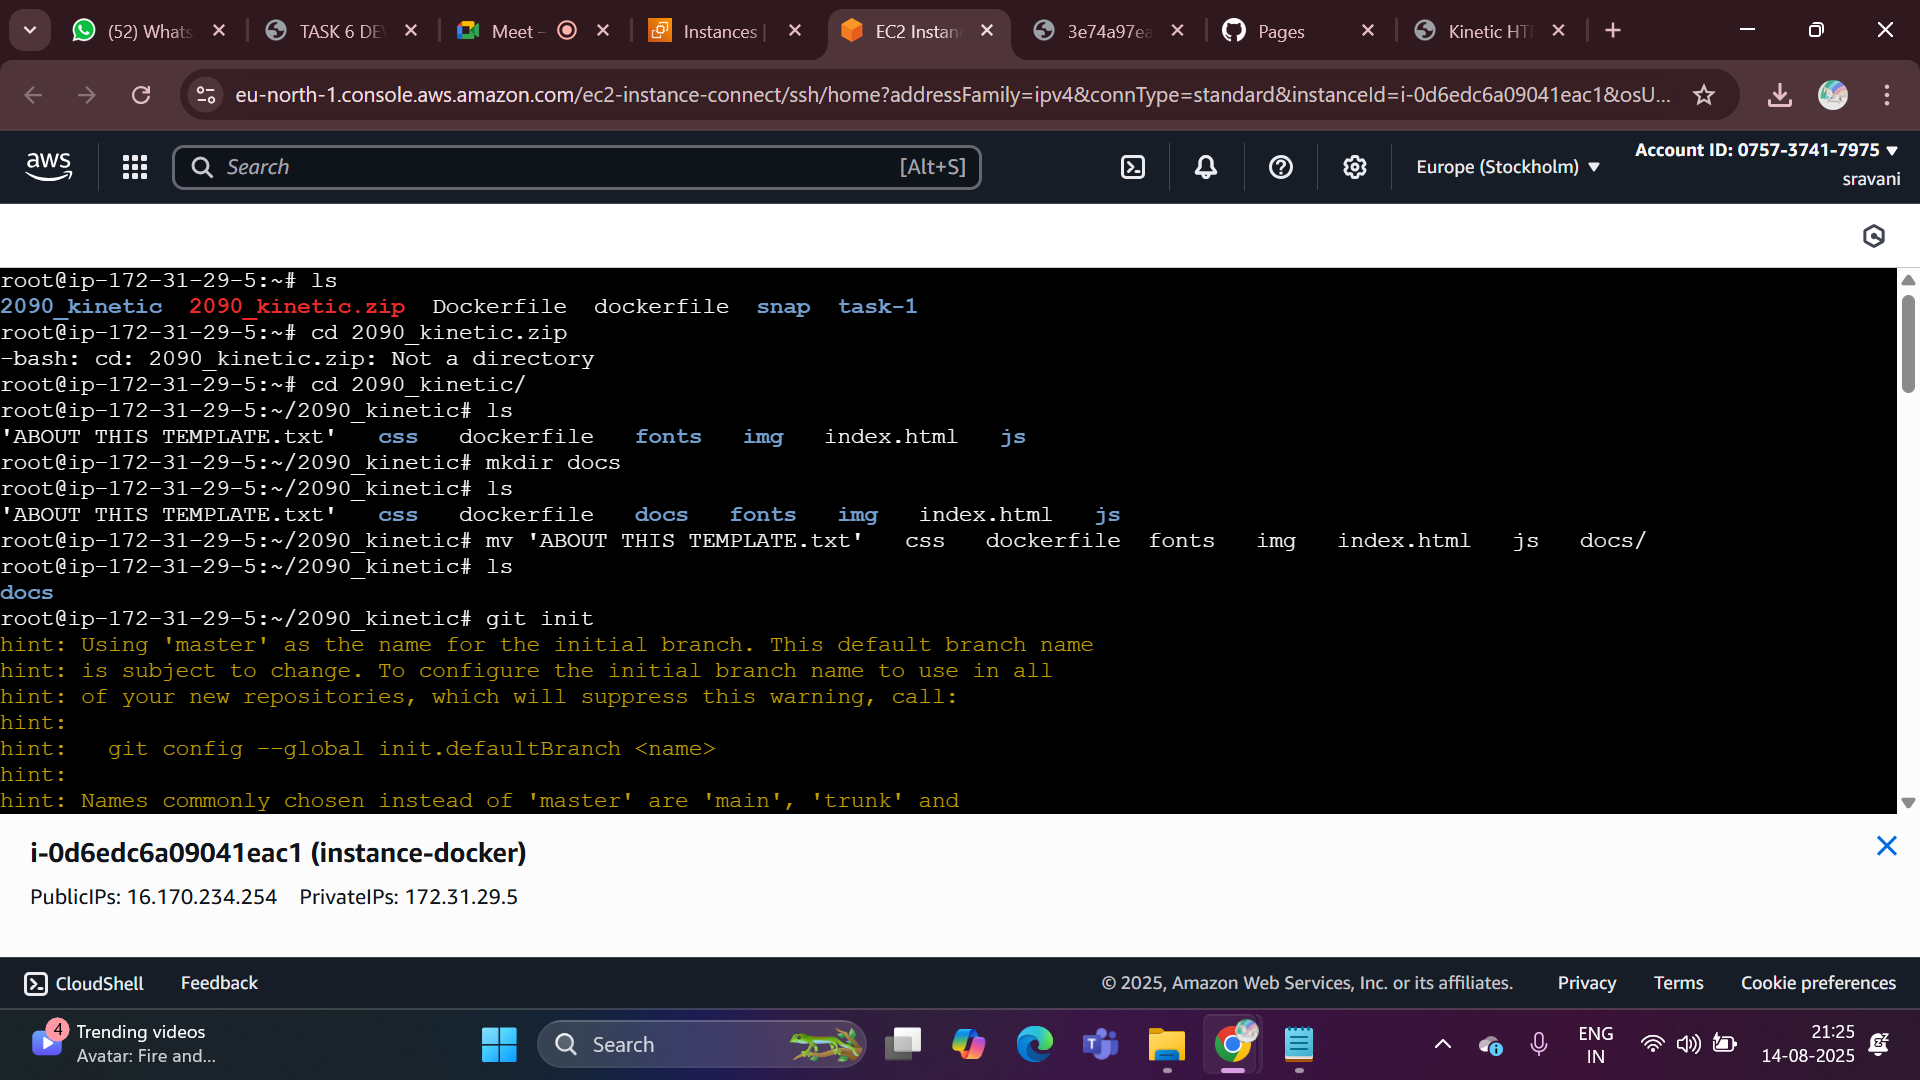 (52) Whats
TASK 6 DE
Meet -
Instances |
EC2 Instan
3e74a97ea
Pages
Kinetic HT
eu-north-1.console.aws.amazon.com/ec2-instance-connect/ssh/home?addressFamily=ipv4&connType=standard&instanceId=i-0d6edc6a09041eac1&osU...
aws
Search
[Alt+S]
Europe (Stockholm)
Account ID: 0757-3741-7975
sravani
root@ip-172-31-29-5:~# ls
2090_kinetic  2090_kinetic.zip  Dockerfile  dockerfile  snap  task-1
root@ip-172-31-29-5:~# cd 2090_kinetic.zip
-bash: cd: 2090_kinetic.zip: Not a directory
root@ip-172-31-29-5:~# cd 2090_kinetic/
root@ip-172-31-29-5:~/2090_kinetic# ls
'ABOUT THIS TEMPLATE.txt'   css   dockerfile   fonts   img   index.html   js
root@ip-172-31-29-5:~/2090_kinetic# mkdir docs
root@ip-172-31-29-5:~/2090_kinetic# ls
'ABOUT THIS TEMPLATE.txt'   css   dockerfile   docs   fonts   img   index.html   js
root@ip-172-31-29-5:~/2090_kinetic# mv 'ABOUT THIS TEMPLATE.txt'   css   dockerfile  fonts   img   index.html   js   docs/
root@ip-172-31-29-5:~/2090_kinetic# ls
docs
root@ip-172-31-29-5:~/2090_kinetic# git init
hint: Using 'master' as the name for the initial branch. This default branch name
hint: is subject to change. To configure the initial branch name to use in all
hint: of your new repositories, which will suppress this warning, call:
hint:
hint:   git config --global init.defaultBranch <name>
hint:
hint: Names commonly chosen instead of 'master' are 'main', 'trunk' and
i-0d6edc6a09041eac1 (instance-docker)
PublicIPs: 16.170.234.254    PrivateIPs: 172.31.29.5
CloudShell
Feedback
© 2025, Amazon Web Services, Inc. or its affiliates.
Privacy
Terms
Cookie preferences
4
Trending videos
Avatar: Fire and...
Search
ENG
IN
21:25
14-08-2025